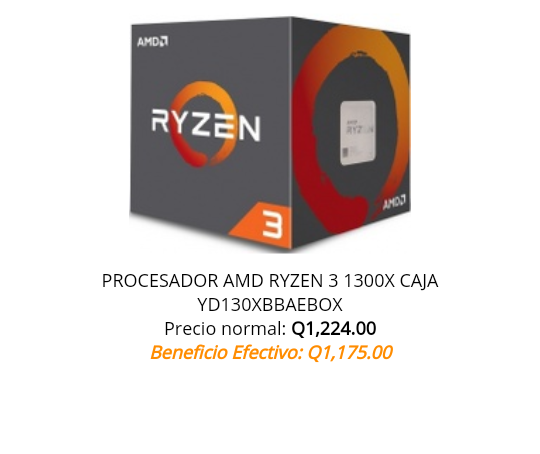 AMD
RYZEN
3
RYZEN
AMD
PROCESADOR AMD RYZEN 3 1300X CAJA
YD130XBBAEBOX
Precio normal: Q1,224.00
Beneficio Efectivo: Q1,175.00